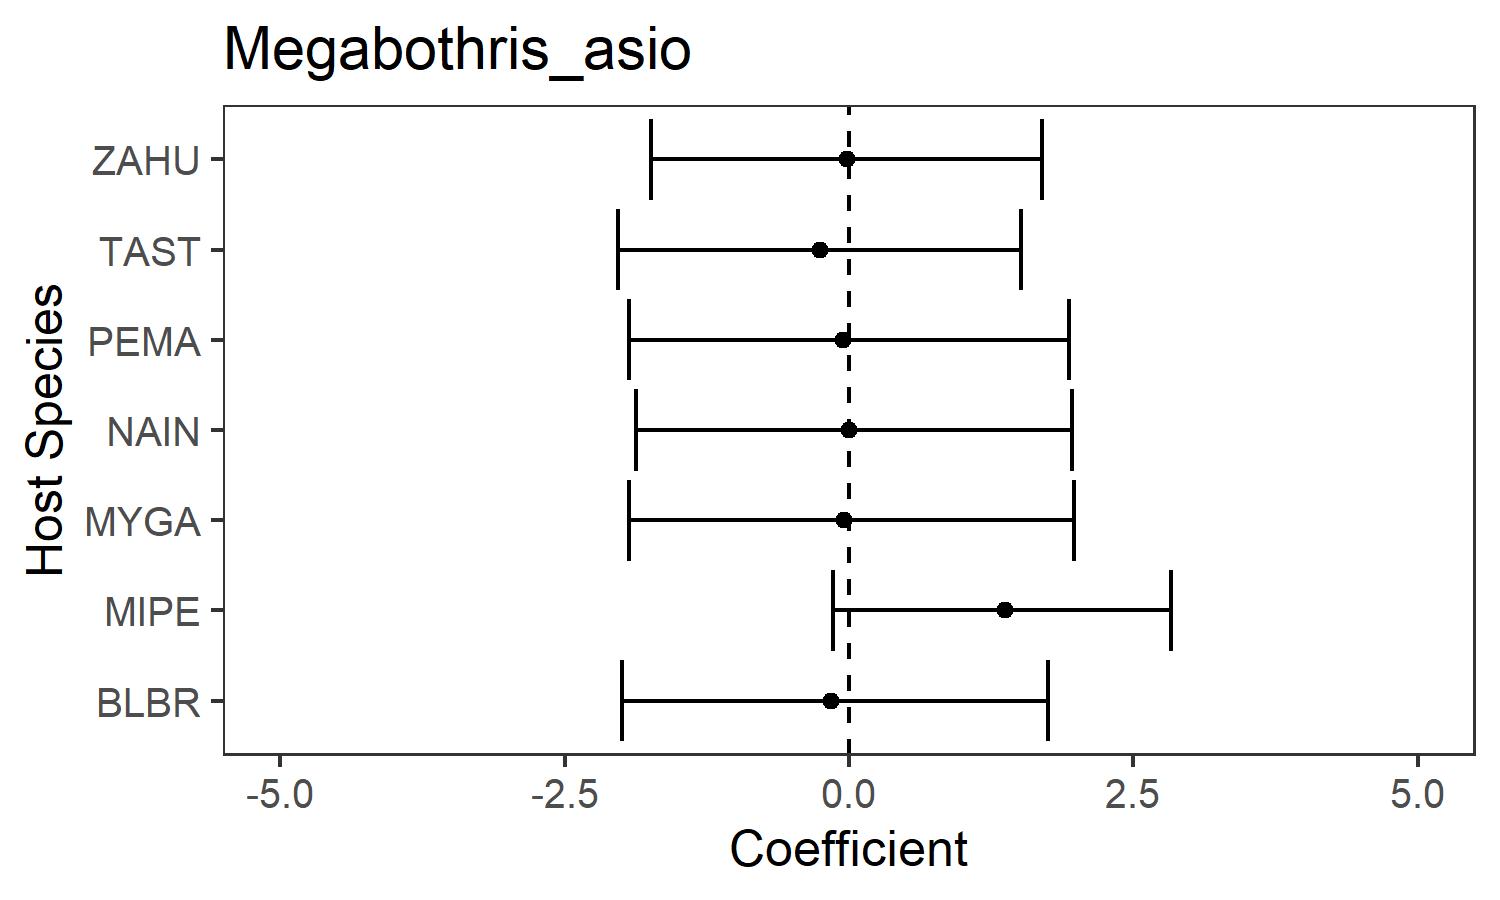 Megabothris_asio
Host Species
ZAHU
TAST
PEMA
NAIN
MYGA
MIPE
BLBR
-5.0 -2.5 0.0 2.5 5.0
Coefficient